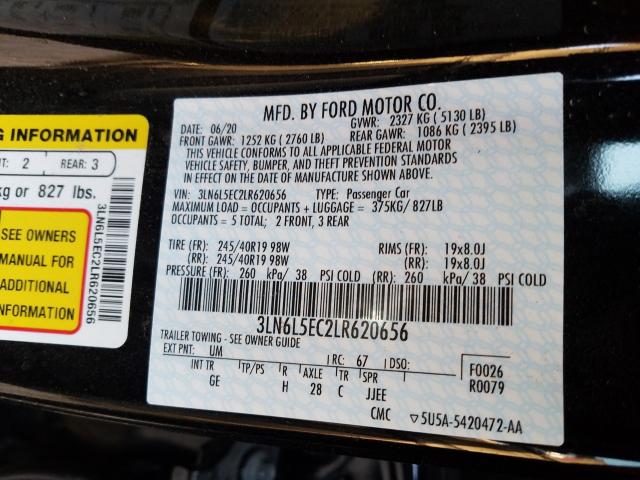 G INFORMATION
NT: 2 REAR: 3
kg or 827 lbs.
SEE OWNERS
MANUAL FOR
ADDITIONAL
INFORMATION
3LN6L5EC2LR620656
MFD. BY FORD MOTOR CO.
DATE: 06/20 GVWR: 2327 KG ( 5130 LB)
FRONT GAWR: 1252 KG ( 2760 LB) REAR GAWR: 1086 KG ( 2395 LB)
THIS VEHICLE CONFORMS TO ALL APPLICABLE FEDERAL MOTOR
VEHICLE SAFETY, BUMPER, AND THEFT PREVENTION STANDARDS
IN EFFECT ON THE DATE OF MANUFACTURE SHOWN ABOVE.
VIN: 3LN6L5EC2LR620656 TYPE: Passenger Car
MAXIMUM LOAD = OCCUPANTS + LUGGAGE = 375KG/ 827LB
OCCUPANTS = 5 TOTAL; 2 FRONT, 3 REAR
TIRE (FR): 245/40R19 98W RIMS (FR): 19x8.0J
(RR): 245/40R19 98W (RR): 19x8.0J
PRESSURE (FR): 260 kPa/ 38 PSI COLD (RR): 260 kPa/ 38 PSI COLD
3LN6L5EC2LR620656
TRAILER TOWING - SEE OWNER GUIDE
EXT PNT: UM RC: 67 DSO: F0026
INT TR TP/PS R AXLE TR SPR R0079
GE H 28 C JJEE
CMC ▽5U5A-5420472-AA